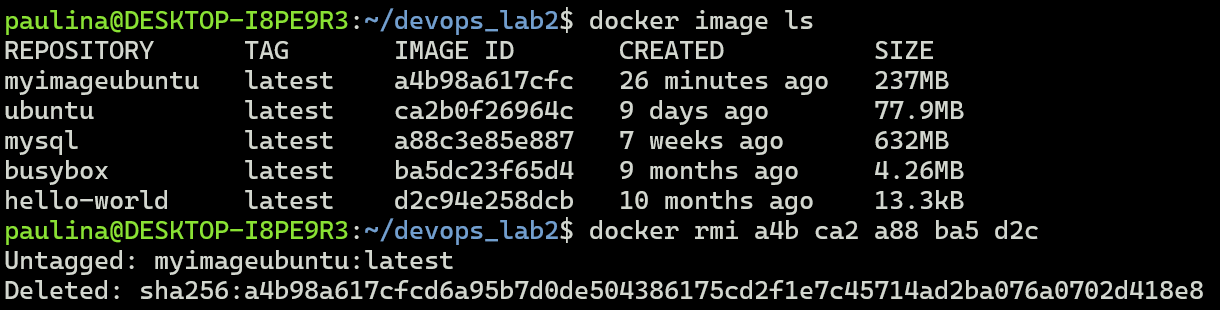 paulina@DESKTOP-I8PE9R3:~/devops_lab2$ docker image ls
REPOSITORY      TAG       IMAGE ID       CREATED          SIZE
myimageubuntu   latest    a4b98a617cfc   26 minutes ago   237MB
ubuntu          latest    ca2b0f26964c   9 days ago       77.9MB
mysql           latest    a88c3e85e887   7 weeks ago      632MB
busybox         latest    ba5dc23f65d4   9 months ago     4.26MB
hello-world     latest    d2c94e258dcb   10 months ago    13.3kB
paulina@DESKTOP-I8PE9R3:~/devops_lab2$ docker rmi a4b ca2 a88 ba5 d2c
Untagged: myimageubuntu:latest
Deleted: sha256:a4b98a617cfcd6a95b7d0de504386175cd2f1e7c45714ad2ba076a0702d418e8